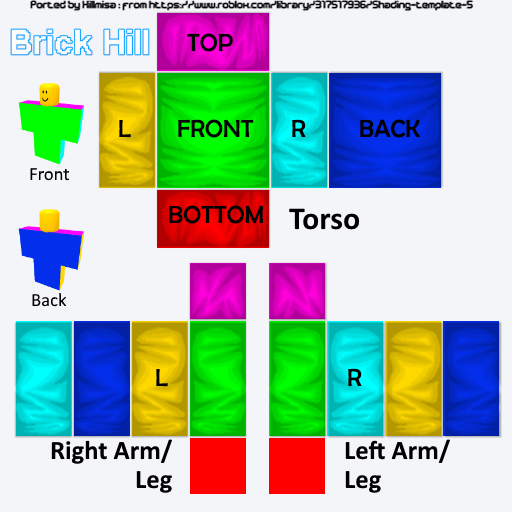 Ported by Hillmisa : from https://www.roblox.com/library/317517936/Shading-template-5
Brick Hill
TOP
L FRONT R BACK
Front
BOTTOM Torso
Back
L R
Right Arm/ Left Arm/
Leg Leg